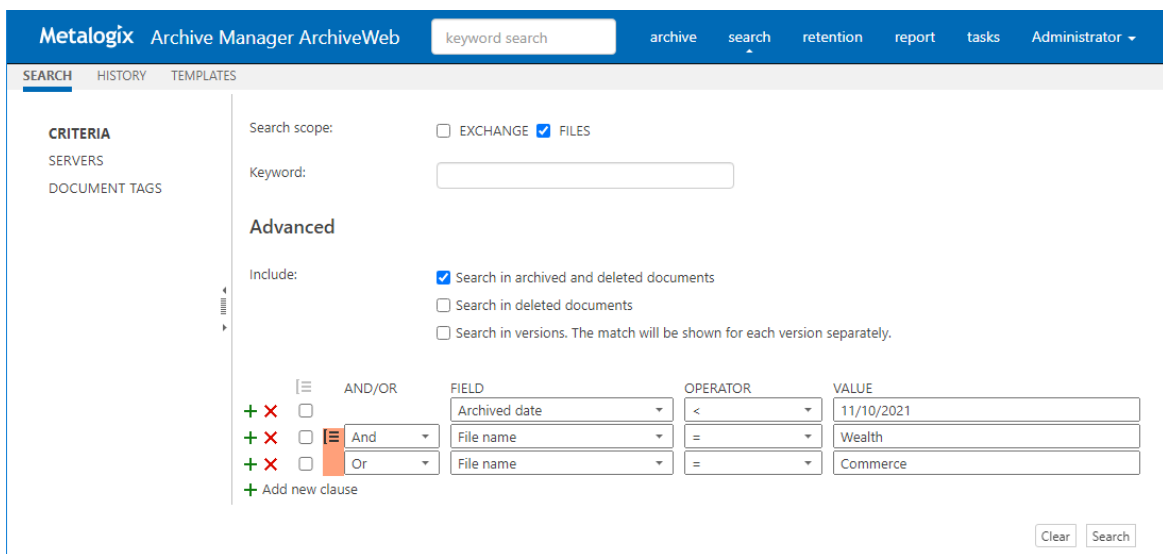 Metalogix Archive Manager ArchiveWeb keyword search archive search retention report tasks Administrator
SEARCH HISTORY TEMPLATES
CRITERIA
SERVERS
DOCUMENT TAGS
Search scope: EXCHANGE FILES
Keyword:
Advanced
Include: Search in archived and deleted documents
Search in deleted documents
Search in versions. The match will be shown for each version separately.
AND/OR FIELD OPERATOR VALUE
Archived date < 11/10/2021
And File name = Wealth
Or File name = Commerce
Add new clause
Clear Search